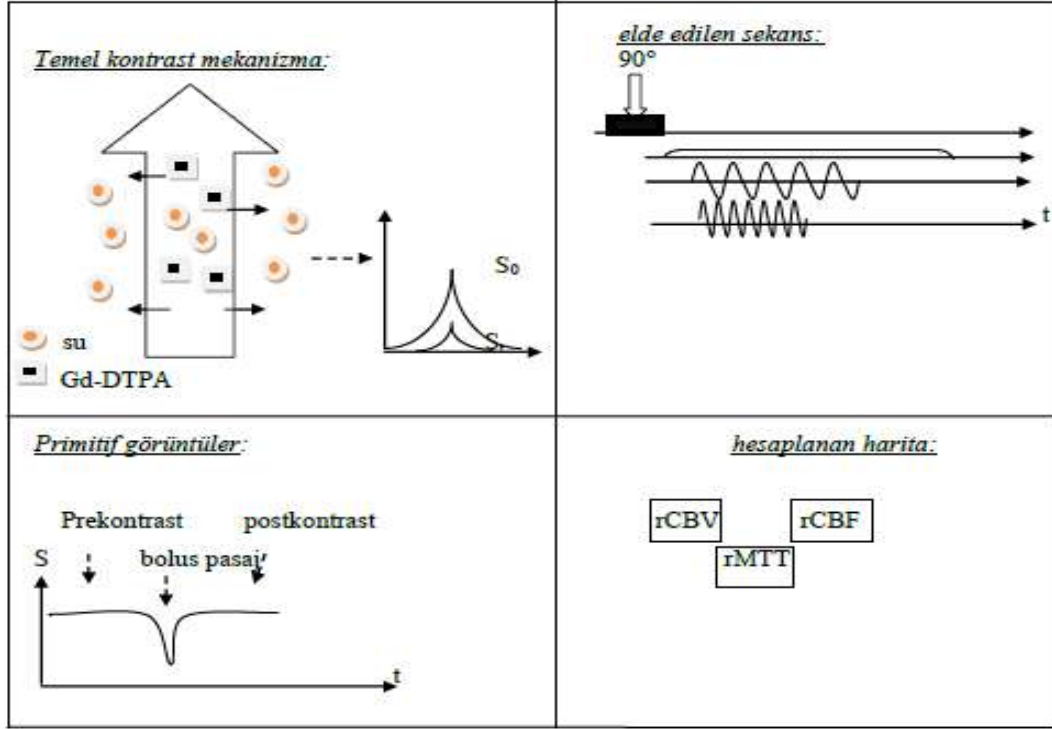 Temel kontrast mekanizma:
S₀
S
su
Gd-DTPA
elde edilen sekans:
90°
t
Primitif görüntüler:
Prekontrast postkontrast
S bolus pasajı
t
hesaplanan harita:
rCBV rCBF
rMTT